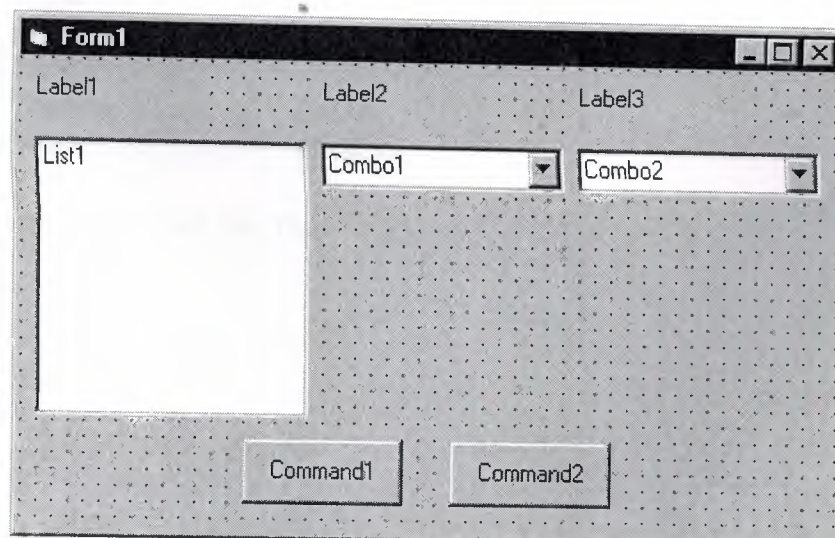 Form1
Label1
Label2
Label3
List1
Combo1
Combo2
Command1
Command2